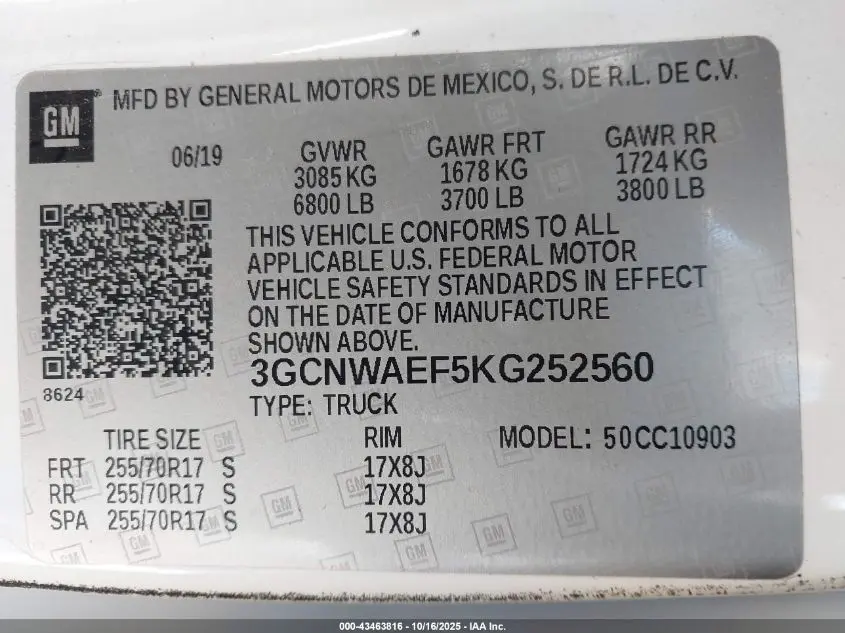 GM
MFD BY GENERAL MOTORS DE MEXICO, S. DE R.L. DE C.V.
06/19 GVWR GAWR FRT GAWR RR
3085 KG 1678 KG 1724 KG
6800 LB 3700 LB 3800 LB
THIS VEHICLE CONFORMS TO ALL
APPLICABLE U.S. FEDERAL MOTOR
VEHICLE SAFETY STANDARDS IN EFFECT
ON THE DATE OF MANUFACTURE
SHOWN ABOVE.
3GCNWAEF5KG252560
8624
TYPE: TRUCK
TIRE SIZE RIM MODEL: 50CC10903
FRT 255/70R17 S 17X8J
RR 255/70R17 S 17X8J
SPA 255/70R17 S 17X8J
000-43463816 - 10/16/2025 - IAA Inc.